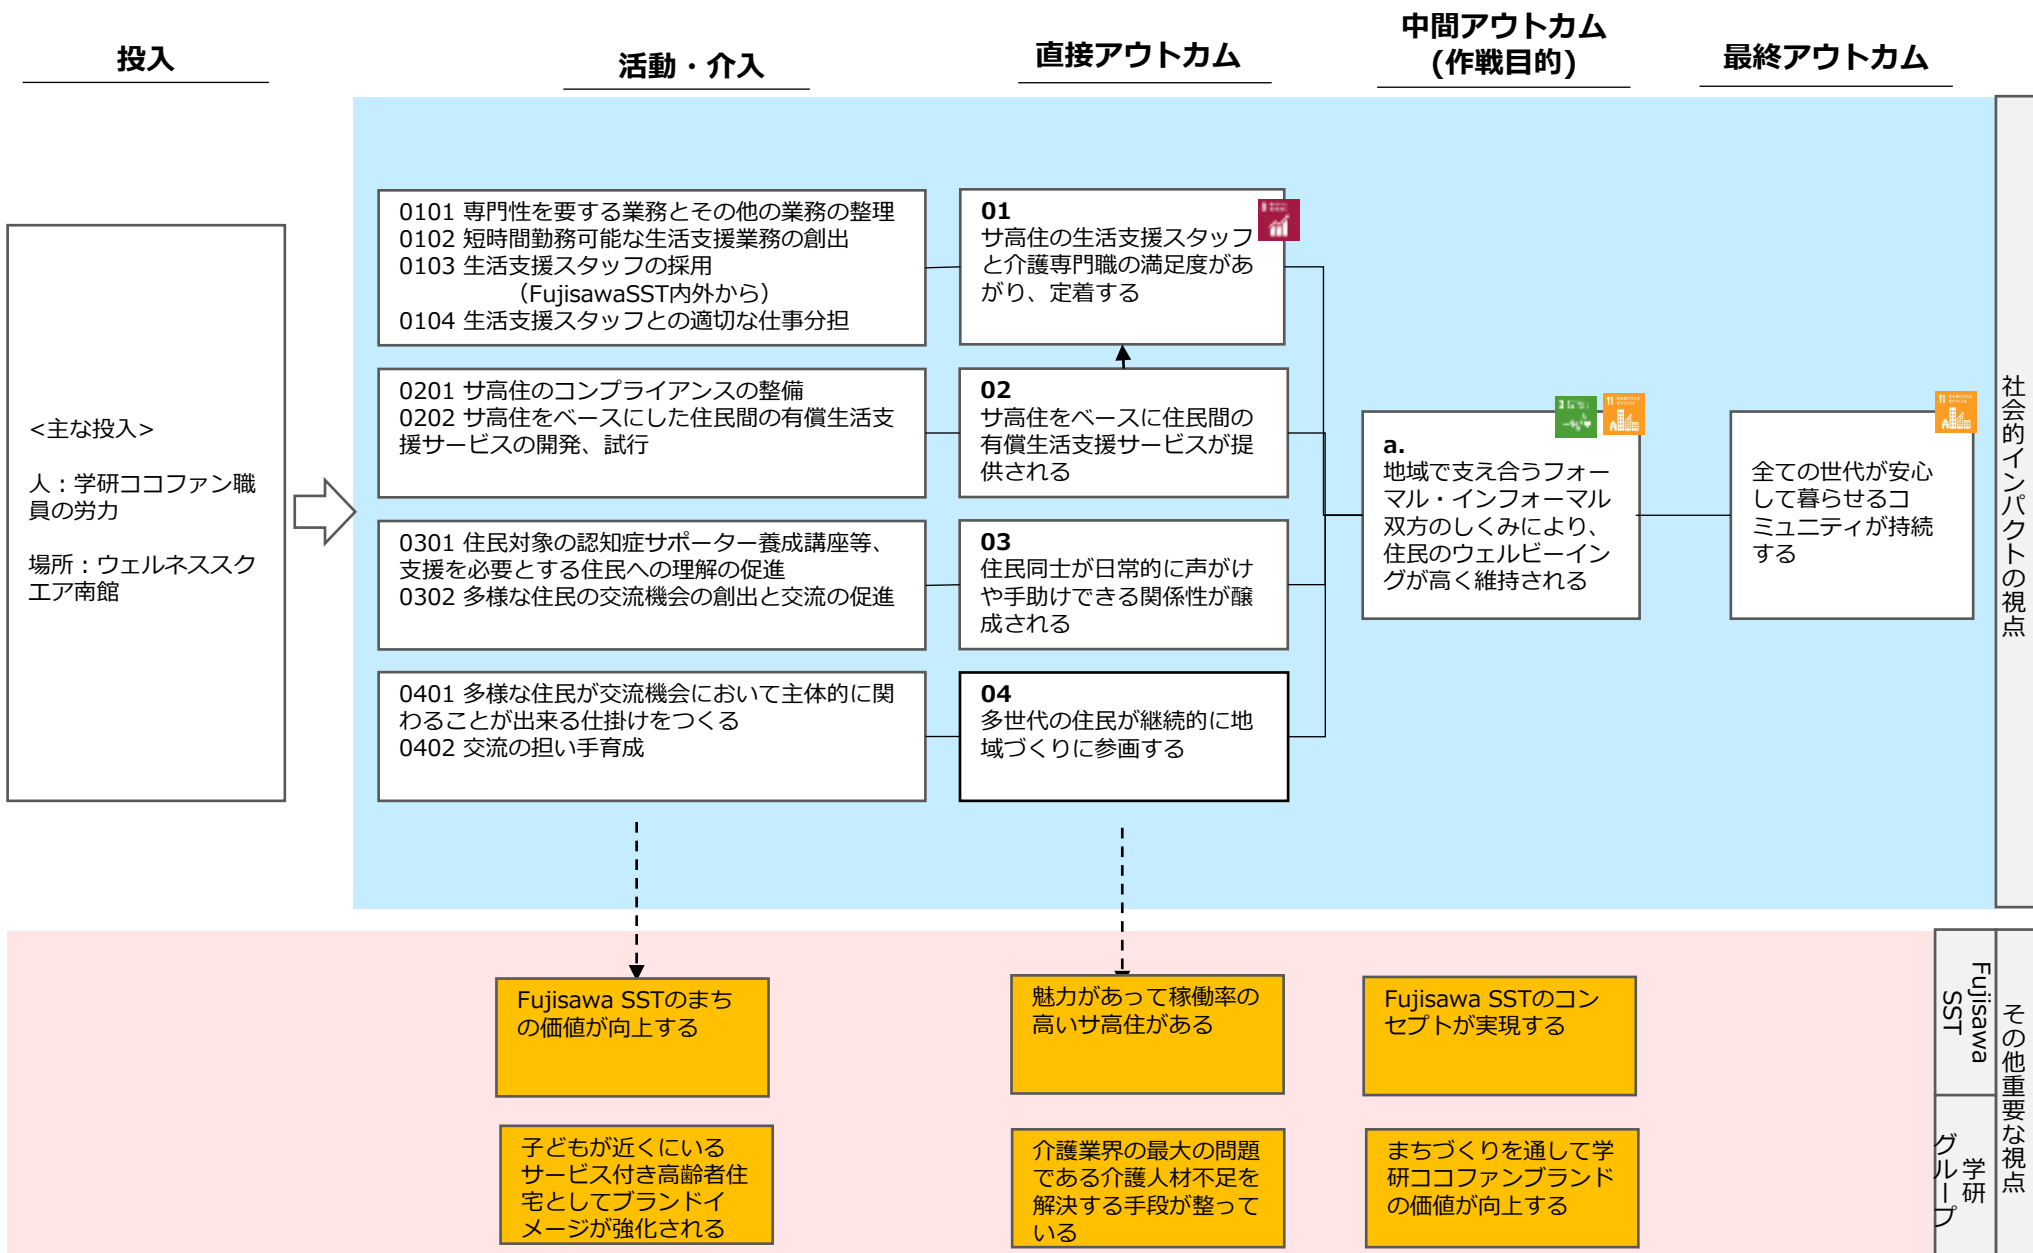 投入
活動・介入
直接アウトカム
中間アウトカム
(作戦目的)
最終アウトカム
<主な投入>
人：学研ココファン職
員の労力
場所：ウェルネススク
エア南館
0101 専門性を要する業務とその他の業務の整理
0102 短時間勤務可能な生活支援業務の創出
0103 生活支援スタッフの採用
（FujisawaSST内外から）
0104 生活支援スタッフとの適切な仕事分担
0201 サ高住のコンプライアンスの整備
0202 サ高住をベースにした住民間の有償生活支
援サービスの開発、試行
0301 住民対象の認知症サポーター養成講座等、
支援を必要とする住民への理解の促進
0302 多様な住民の交流機会の創出と交流の促進
0401 多様な住民が交流機会において主体的に関
わることが出来る仕掛けをつくる
0402 交流の担い手育成
01
サ高住の生活支援スタッフ
と介護専門職の満足度があ
がり、定着する
02
サ高住をベースに住民間の
有償生活支援サービスが提
供される
03
住民同士が日常的に声がけ
や手助けできる関係性が醸
成される
04
多世代の住民が継続的に地
域づくりに参画する
a.
地域で支え合うフォー
マル・インフォーマル
双方のしくみにより、
住民のウェルビーイン
グが高く維持される
全ての世代が安心
して暮らせるコ
ミュニティが持続
する
8
3
11
11
社会的インパクトの視点
Fujisawa SSTのまち
の価値が向上する
魅力があって稼働率の
高いサ高住がある
Fujisawa SSTのコン
セプトが実現する
子どもが近くにいる
サービス付き高齢者住
宅としてブランドイ
メージが強化される
介護業界の最大の問題
である介護人材不足を
解決する手段が整って
いる
まちづくりを通して学
研ココファンブランド
の価値が向上する
Fujisawa
SST
学研
グループ
その他重要な視点